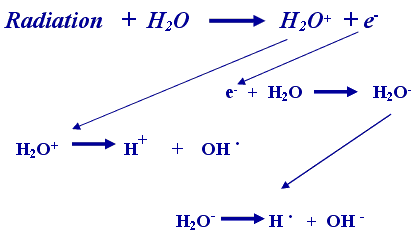 Radiation + H₂O → H₂O⁺ + e⁻
e⁻ + H₂O → H₂O⁻
H₂O⁺ → H⁺ + OH •
H₂O⁻ → H • + OH ⁻